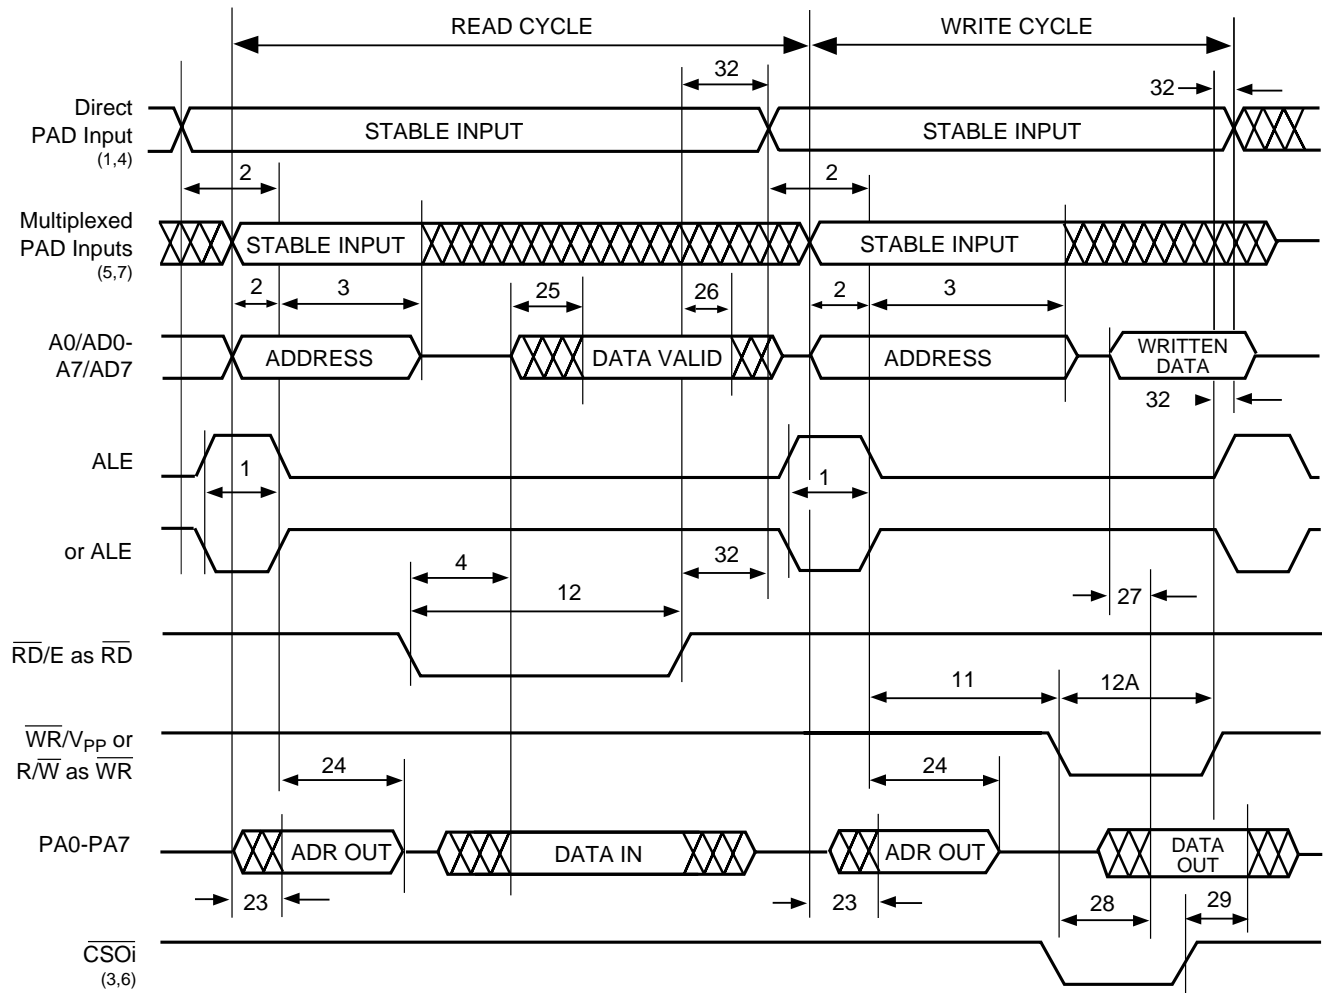 READ CYCLE WRITE CYCLE
32 32
Direct
PAD Input
(1,4)
STABLE INPUT STABLE INPUT
2 2
Multiplexed
PAD Inputs
(5,7)
STABLE INPUT STABLE INPUT
2 3 25 26 2 3
A0/AD0-
A7/AD7
ADDRESS DATA VALID ADDRESS WRITTEN
DATA
32
ALE
1 1
or ALE
4 32
12 27
RD/E as RD
11 12A
WR/VPP or
R/W as WR
24 24
PA0-PA7
ADR OUT DATA IN ADR OUT DATA
OUT
23 23 28 29
CSOi
(3,6)